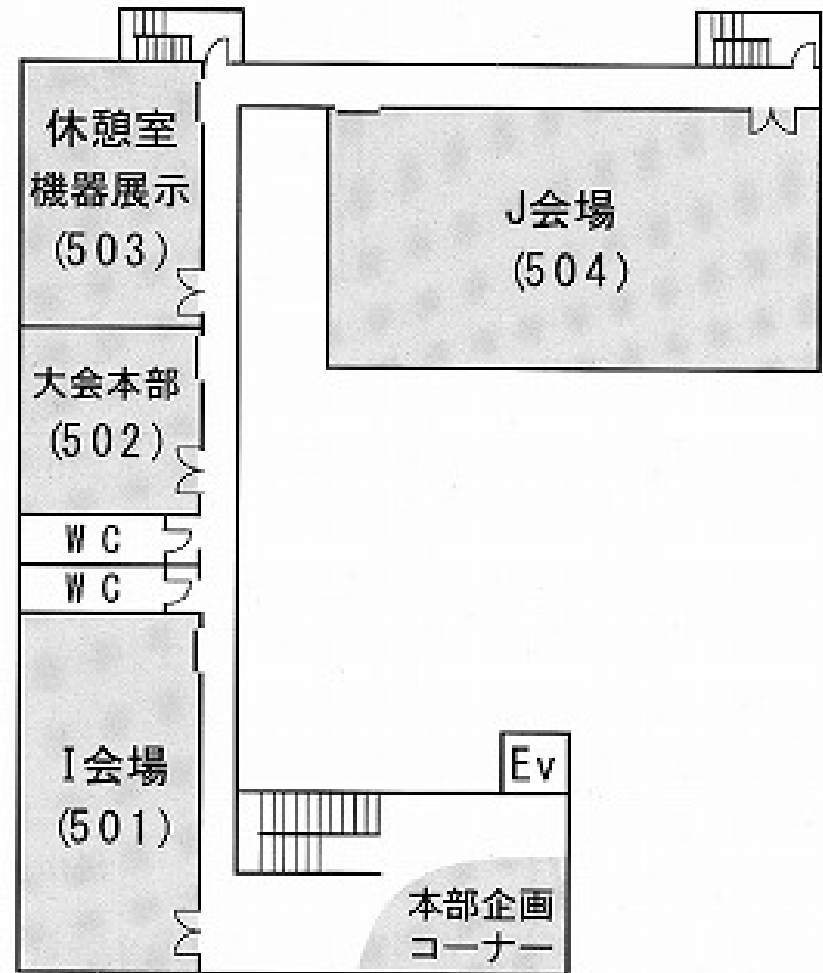 休憩室
機器展示
(503)
J会場
(504)
大会本部
(502)
WC
WC
I会場
(501)
Ev
本部企画
コーナー